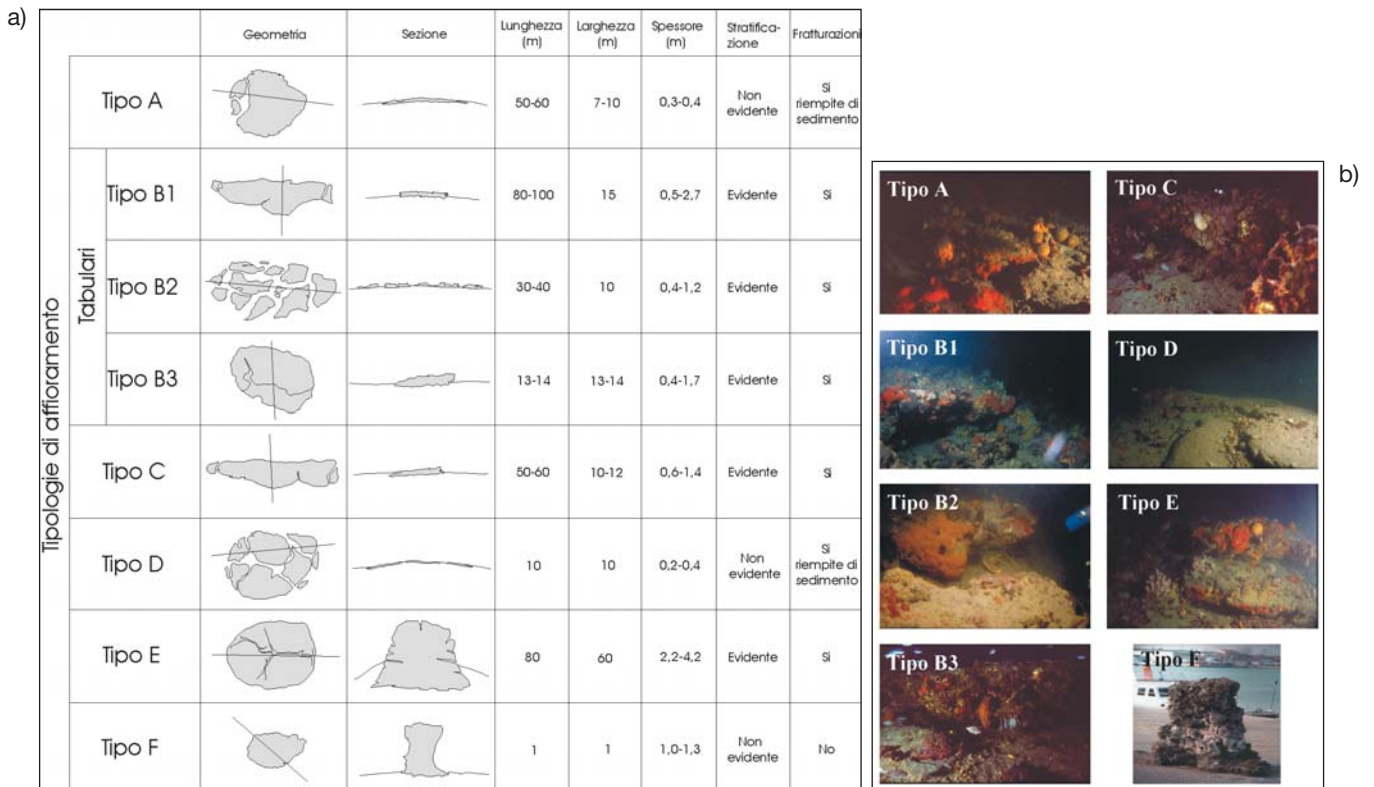 a)
Geometria Sezione Lunghezza (m) Larghezza (m) Spessore (m) Stratifica-zione Fratturazioni
Tipologie di affioramento
Tipo A 50-60 7-10 0,3-0,4 Non evidente Si riempite di sedimento
Tabulari
Tipo B1 80-100 15 0,5-2,7 Evidente Si
Tipo B2 30-40 10 0,4-1,2 Evidente Si
Tipo B3 13-14 13-14 0,4-1,7 Evidente Si
Tipo C 50-60 10-12 0,6-1,4 Evidente Si
Tipo D 10 10 0,2-0,4 Non evidente Si riempite di sedimento
Tipo E 80 60 2,2-4,2 Evidente Si
Tipo F 1 1 1,0-1,3 Non evidente No
b)
Tipo A
Tipo C
Tipo B1
Tipo D
Tipo B2
Tipo E
Tipo B3
Tipo F